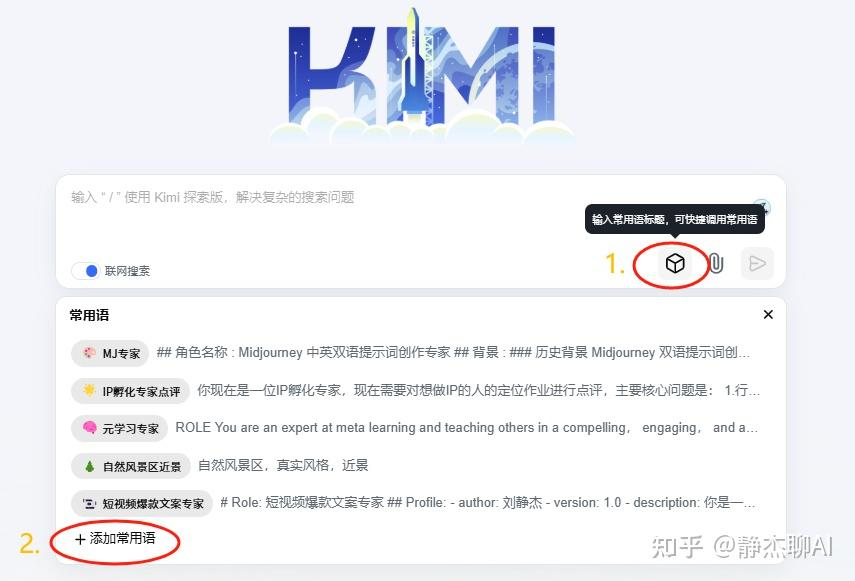 KIMI
输入 “ / ” 使用 Kimi 探索版，解决复杂的搜索问题
输入常用语标题，可快捷调用常用语
联网搜索
1.
常用语
MJ专家 ## 角色名称 : Midjourney 中英双语提示词创作专家 ## 背景 : ### 历史背景 Midjourney 双语提示词创...
IP孵化专家点评 你现在是一位IP孵化专家，现在需要对想做IP的人的定位作业进行点评，主要核心问题是： 1.行...
元学习专家 ROLE You are an expert at meta learning and teaching others in a compelling， engaging， and a...
自然风景区近景 自然风景区，真实风格，近景
短视频爆款文案专家 # Role: 短视频爆款文案专家 ## Profile: - author: 刘静杰 - version: 1.0 - description: 你是一...
2.
+ 添加常用语
知乎 @静杰聊AI